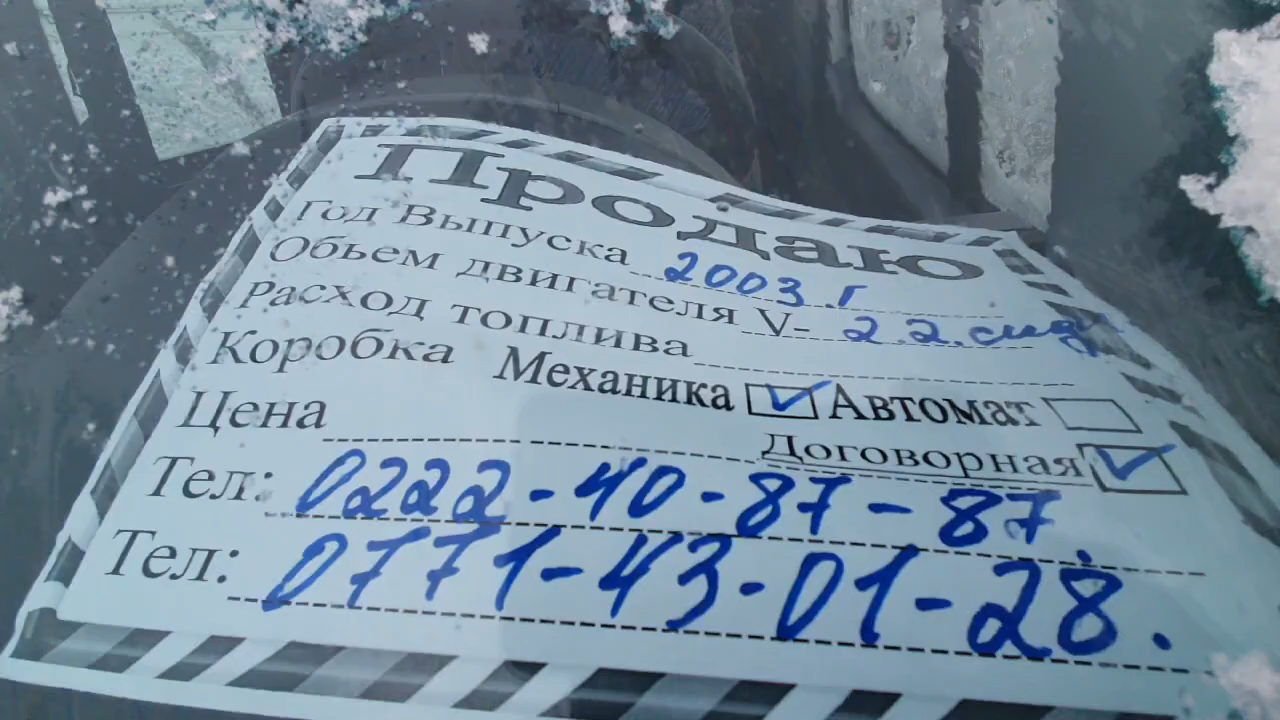 Продаю
Год Выпуска 2003.г
Обьем двигателя V- 2.2.сиди
Расход топлива
Коробка Механика Автомат
Цена Договорная
Тел: 0222-40-87-87.
Тел: 0771-43-01-28.